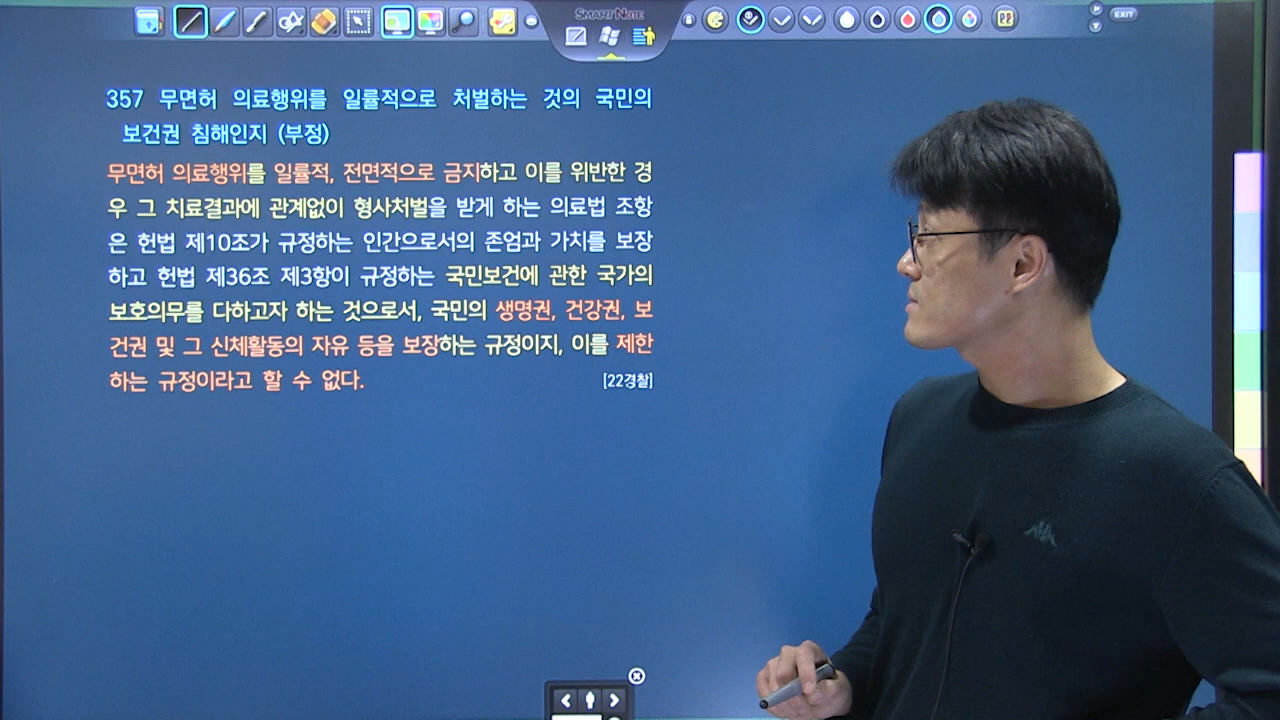 SMART NOTE
EXIT
357 무면허 의료행위를 일률적으로 처벌하는 것의 국민의
보건권 침해인지 (부정)
무면허 의료행위를 일률적, 전면적으로 금지하고 이를 위반한 경
우 그 치료결과에 관계없이 형사처벌을 받게 하는 의료법 조항
은 헌법 제10조가 규정하는 인간으로서의 존엄과 가치를 보장
하고 헌법 제36조 제3항이 규정하는 국민보건에 관한 국가의
보호의무를 다하고자 하는 것으로서, 국민의 생명권, 건강권, 보
건권 및 그 신체활동의 자유 등을 보장하는 규정이지, 이를 제한
하는 규정이라고 할 수 없다. [22경찰]